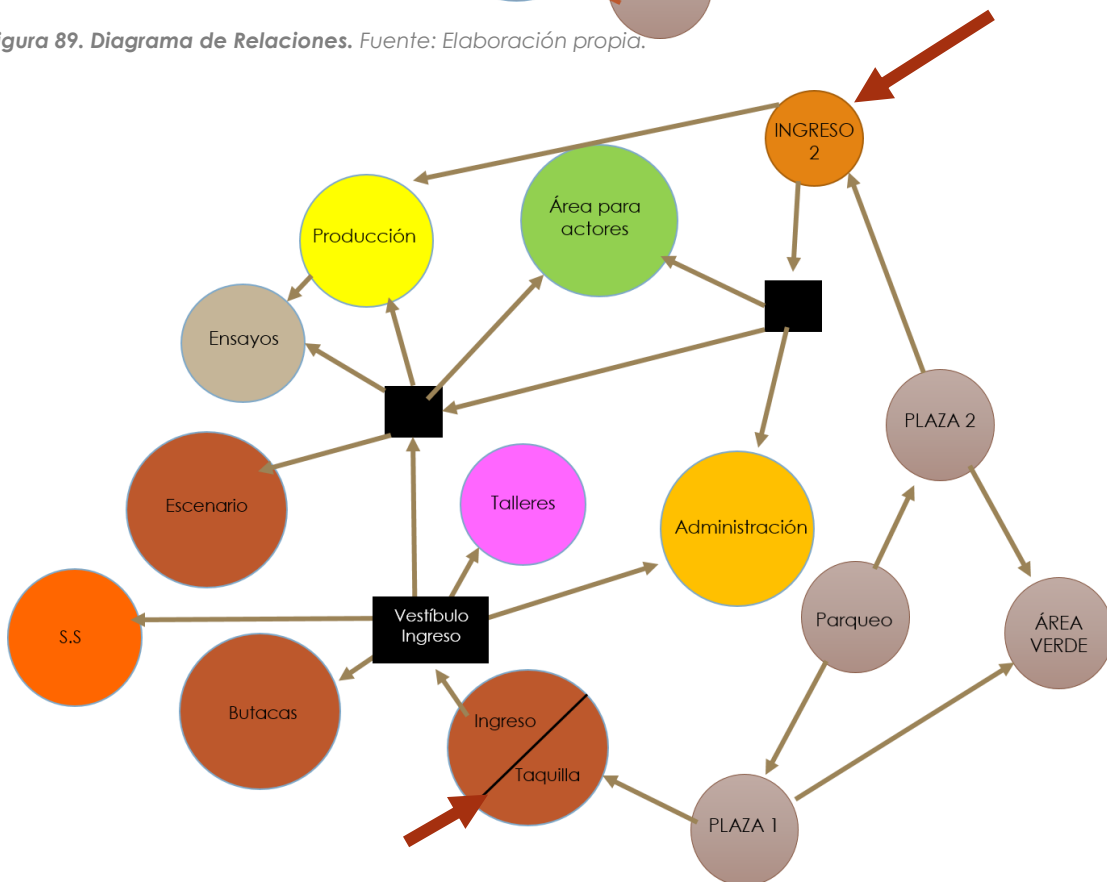 igura 89. Diagrama de Relaciones. Fuente: Elaboración propia.
INGRESO
2
Área para
actores
Producción
Ensayos
PLAZA 2
Escenario
Talleres
Administración
Vestíbulo
Ingreso
Parqueo
ÁREA
VERDE
S.S
Butacas
Ingreso
Taquilla
PLAZA 1